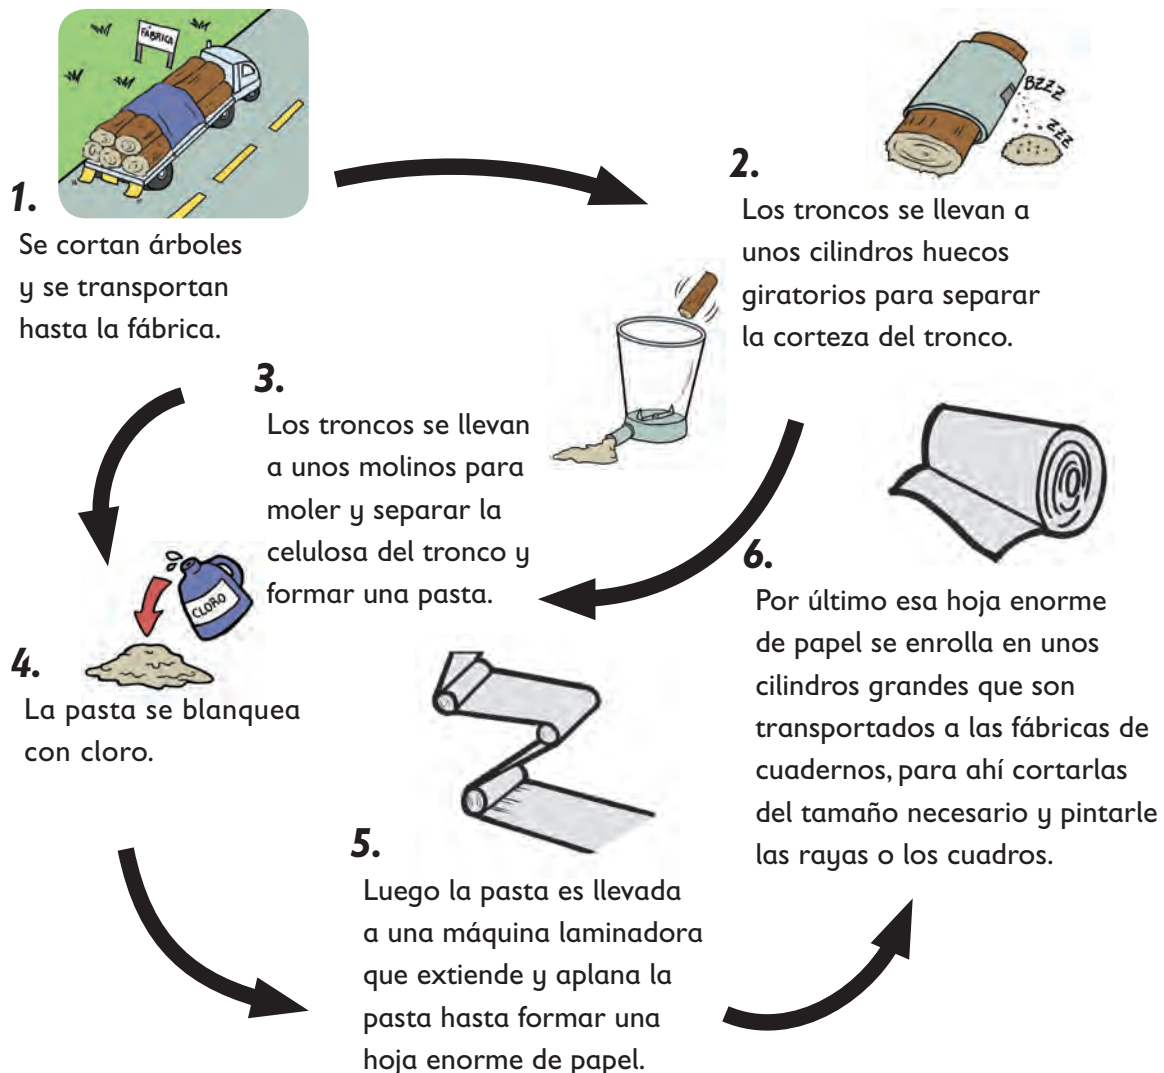 FÁBRICA
1.
Se cortan árboles
y se transportan
hasta la fábrica.
BZZZ
ZZZ
2.
Los troncos se llevan a
unos cilindros huecos
giratorios para separar
la corteza del tronco.
3.
Los troncos se llevan
a unos molinos para
moler y separar la
celulosa del tronco y
formar una pasta.
CLORO
4.
La pasta se blanquea
con cloro.
5.
Luego la pasta es llevada
a una máquina laminadora
que extiende y aplana la
pasta hasta formar una
hoja enorme de papel.
6.
Por último esa hoja enorme
de papel se enrolla en unos
cilindros grandes que son
transportados a las fábricas de
cuadernos, para ahí cortarlas
del tamaño necesario y pintarle
las rayas o los cuadros.